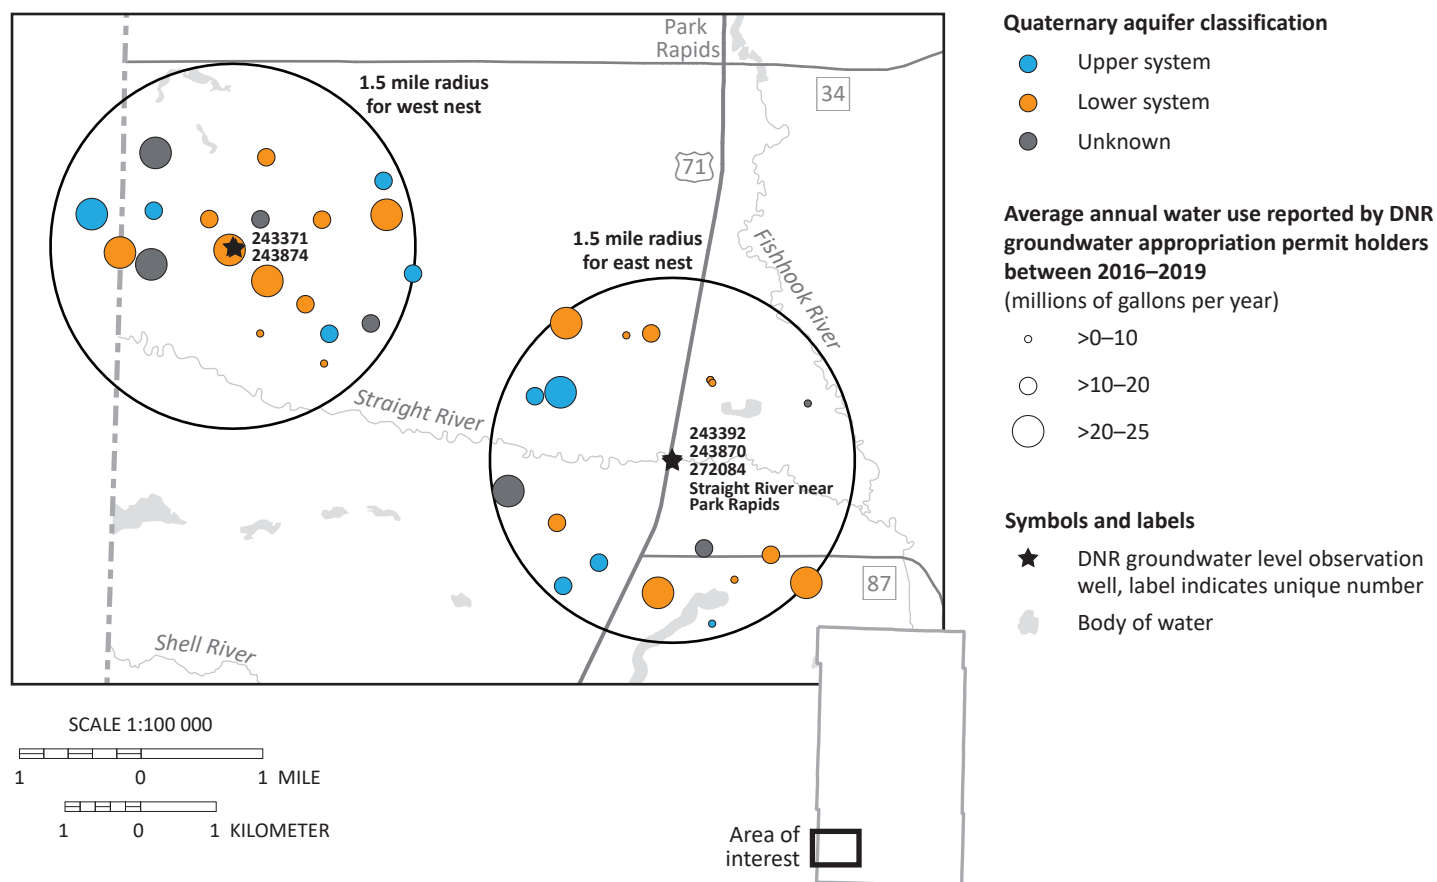 Park
Rapids
34
1.5 mile radius
for west nest
71
243371
243874
1.5 mile radius
for east nest
Fishhook River
Straight River
243392
243870
272084
Straight River near
Park Rapids
87
Shell River
Quaternary aquifer classification
Upper system
Lower system
Unknown
Average annual water use reported by DNR
groundwater appropriation permit holders
between 2016–2019
(millions of gallons per year)
>0–10
>10–20
>20–25
Symbols and labels
DNR groundwater level observation
well, label indicates unique number
Body of water
SCALE 1:100 000
1 0 1 MILE
1 0 1 KILOMETER
Area of
interest